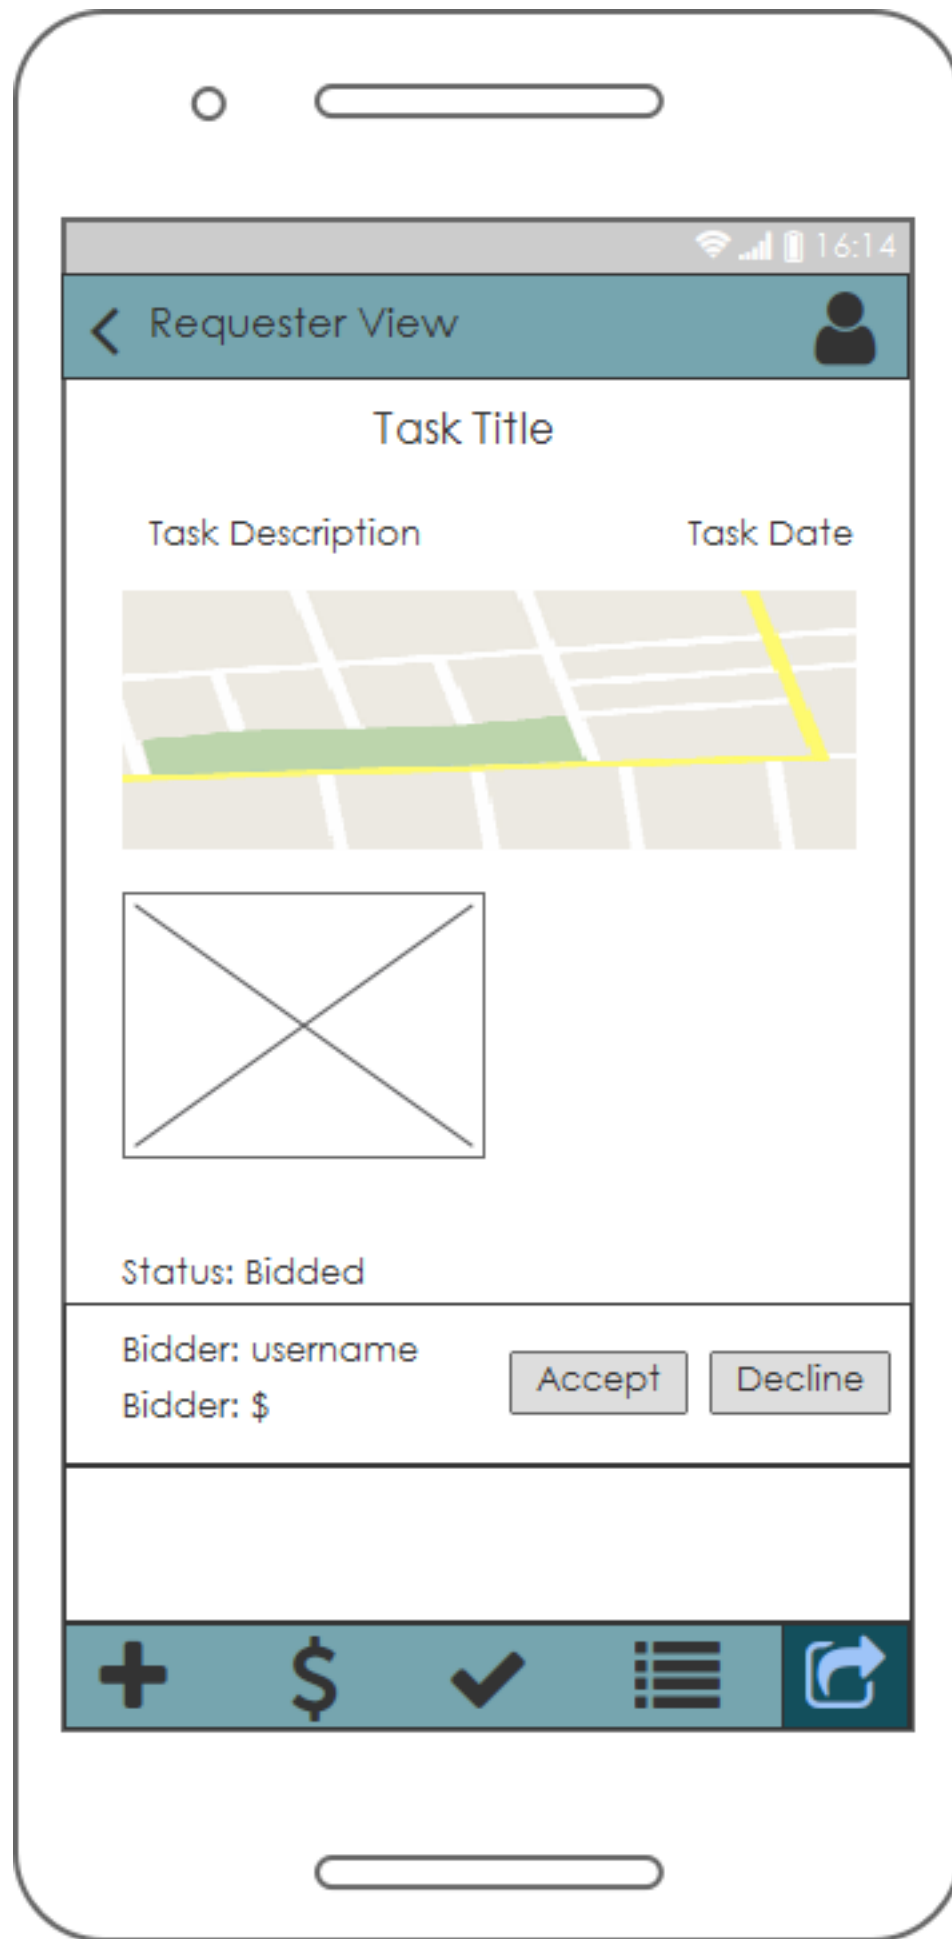 16:14
Requester View
Task Title
Task Description Task Date
Status: Bidded
Bidder: username
Accept Decline
Bidder: $
$